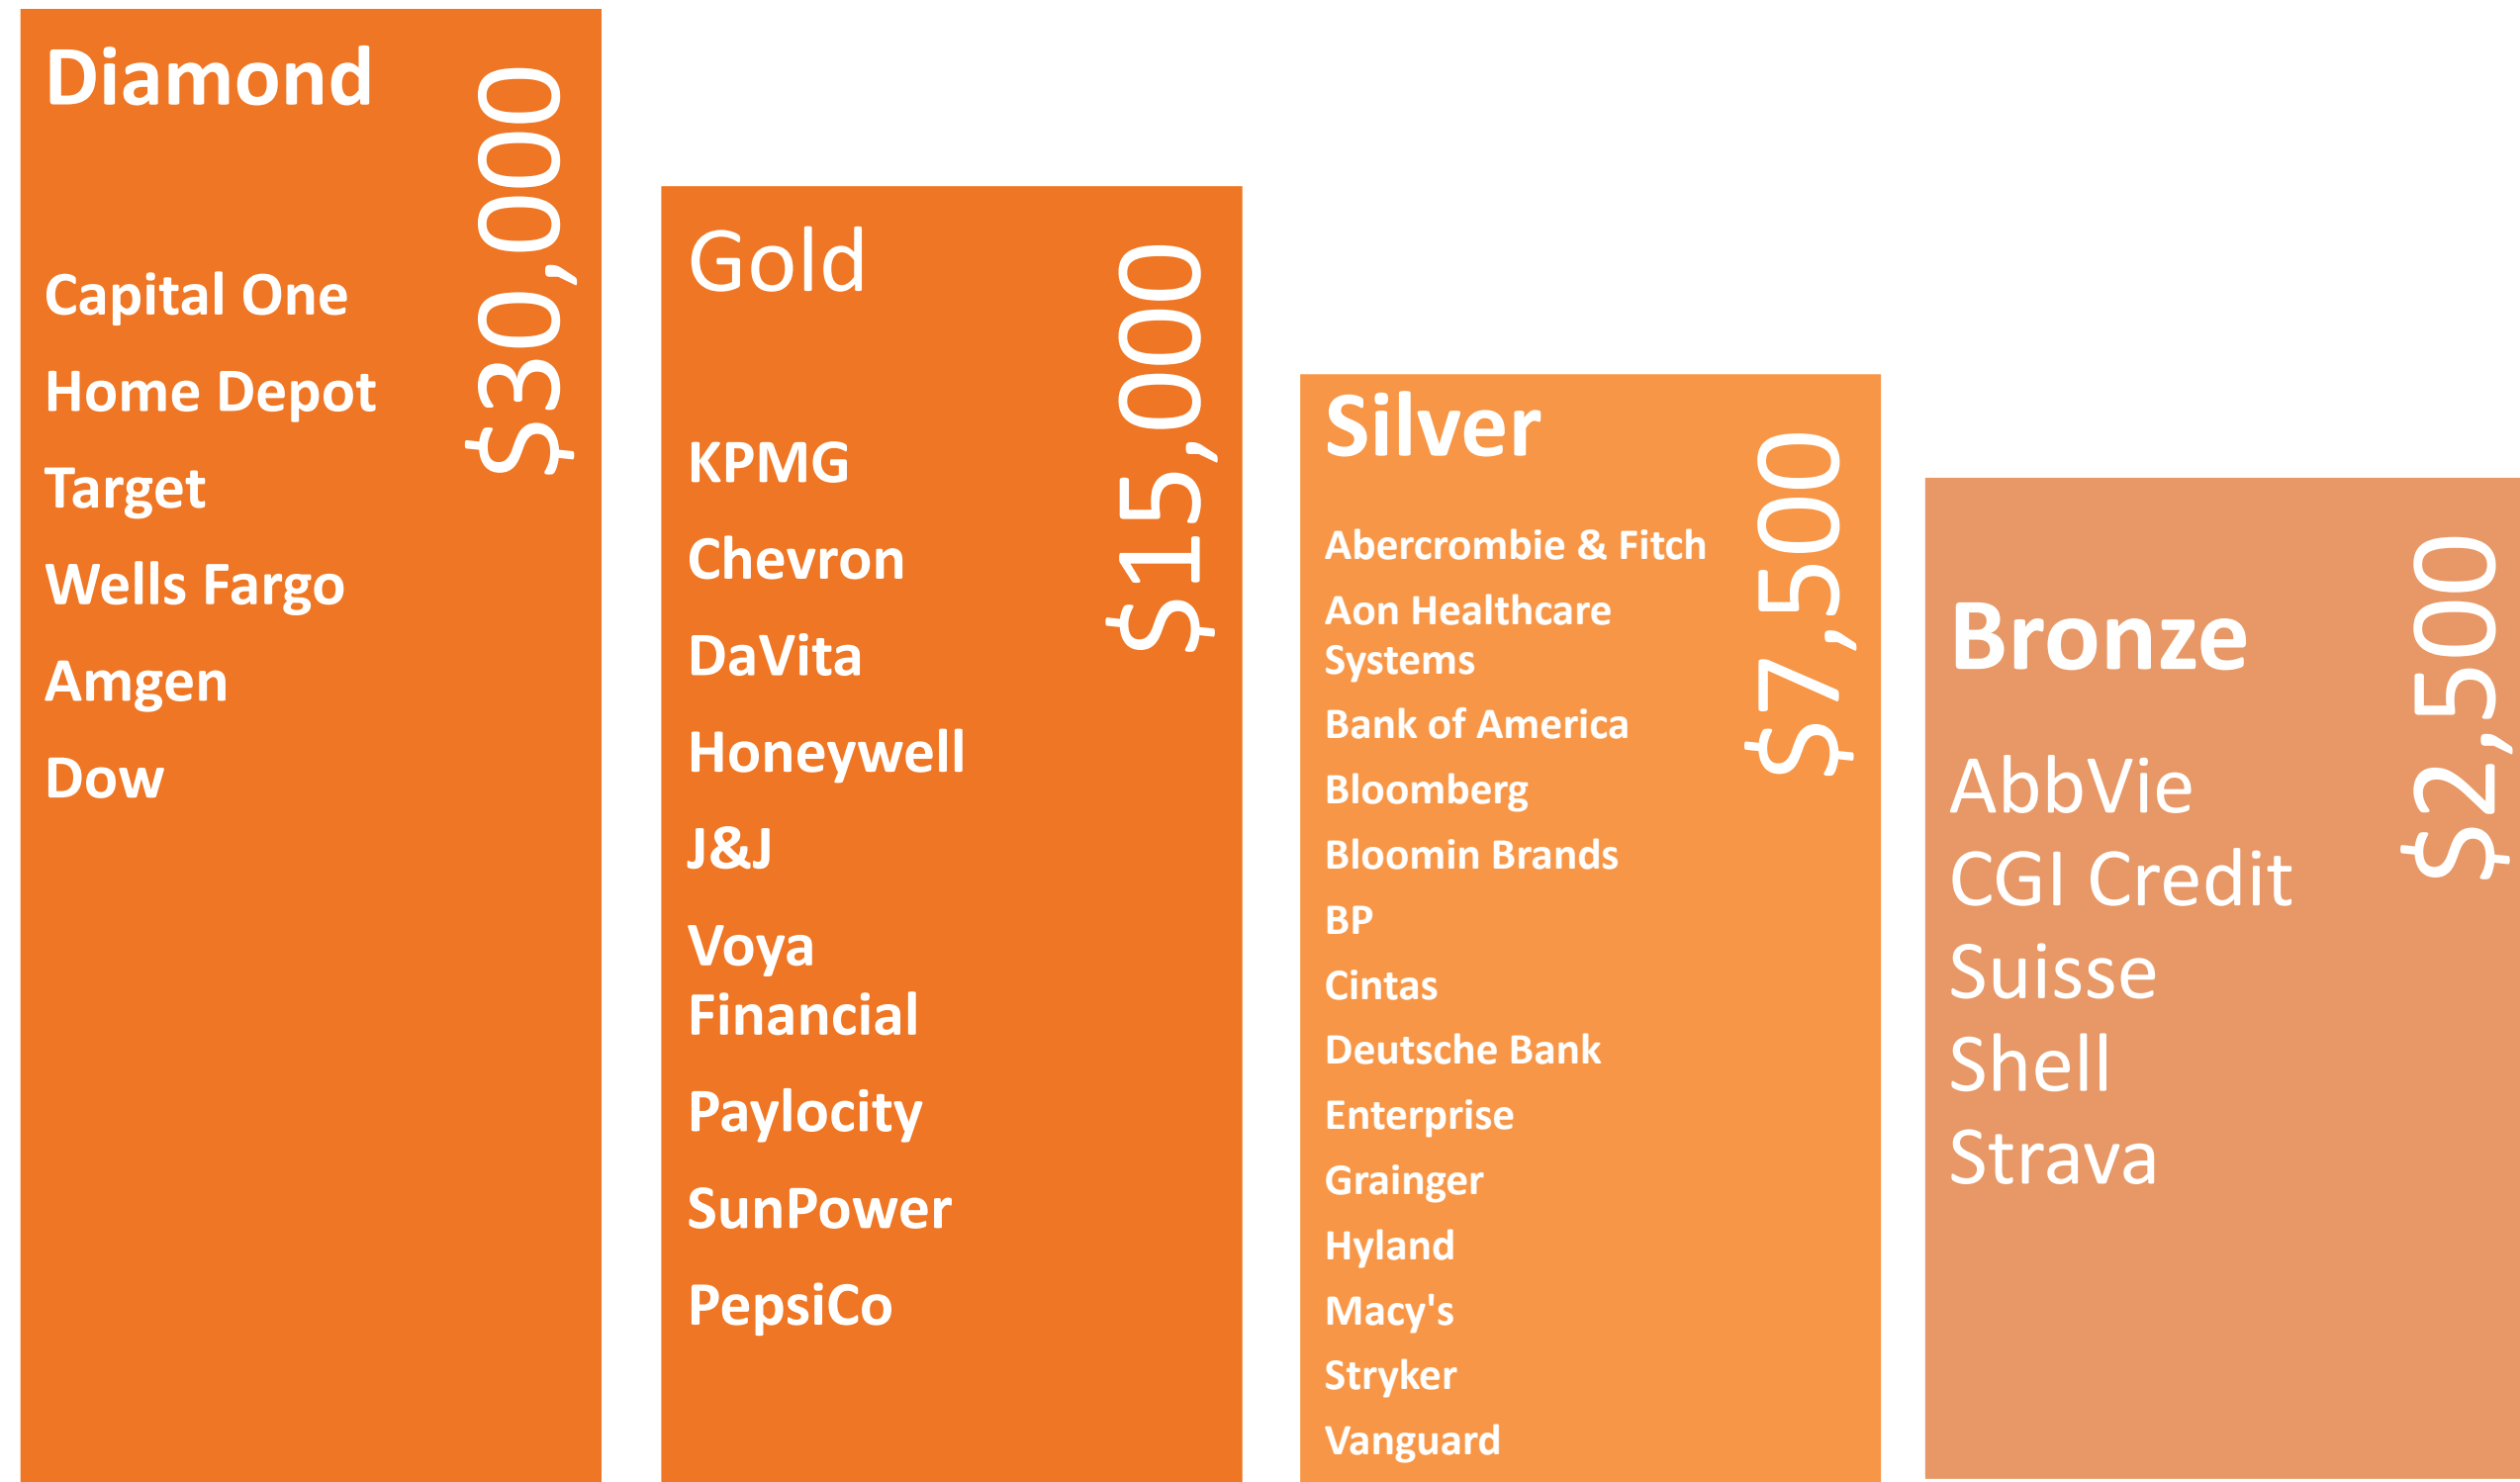 Diamond
$30,000
Capital One
Home Depot
Target
Wells Fargo
Amgen
Dow
Gold
$15,000
KPMG
Chevron
DaVita
Honeywell
J&J
Voya
Financial
Paylocity
SunPower
PepsiCo
Silver
$7,500
Abercrombie & Fitch
Aon Healthcare
Systems
Bank of America
Bloomberg
Bloomin Brands
BP
Cintas
Deutsche Bank
Enterprise
Grainger
Hyland
Macy's
Stryker
Vanguard
Bronze
$2,500
AbbVie
CGI Credit
Suisse
Shell
Strava